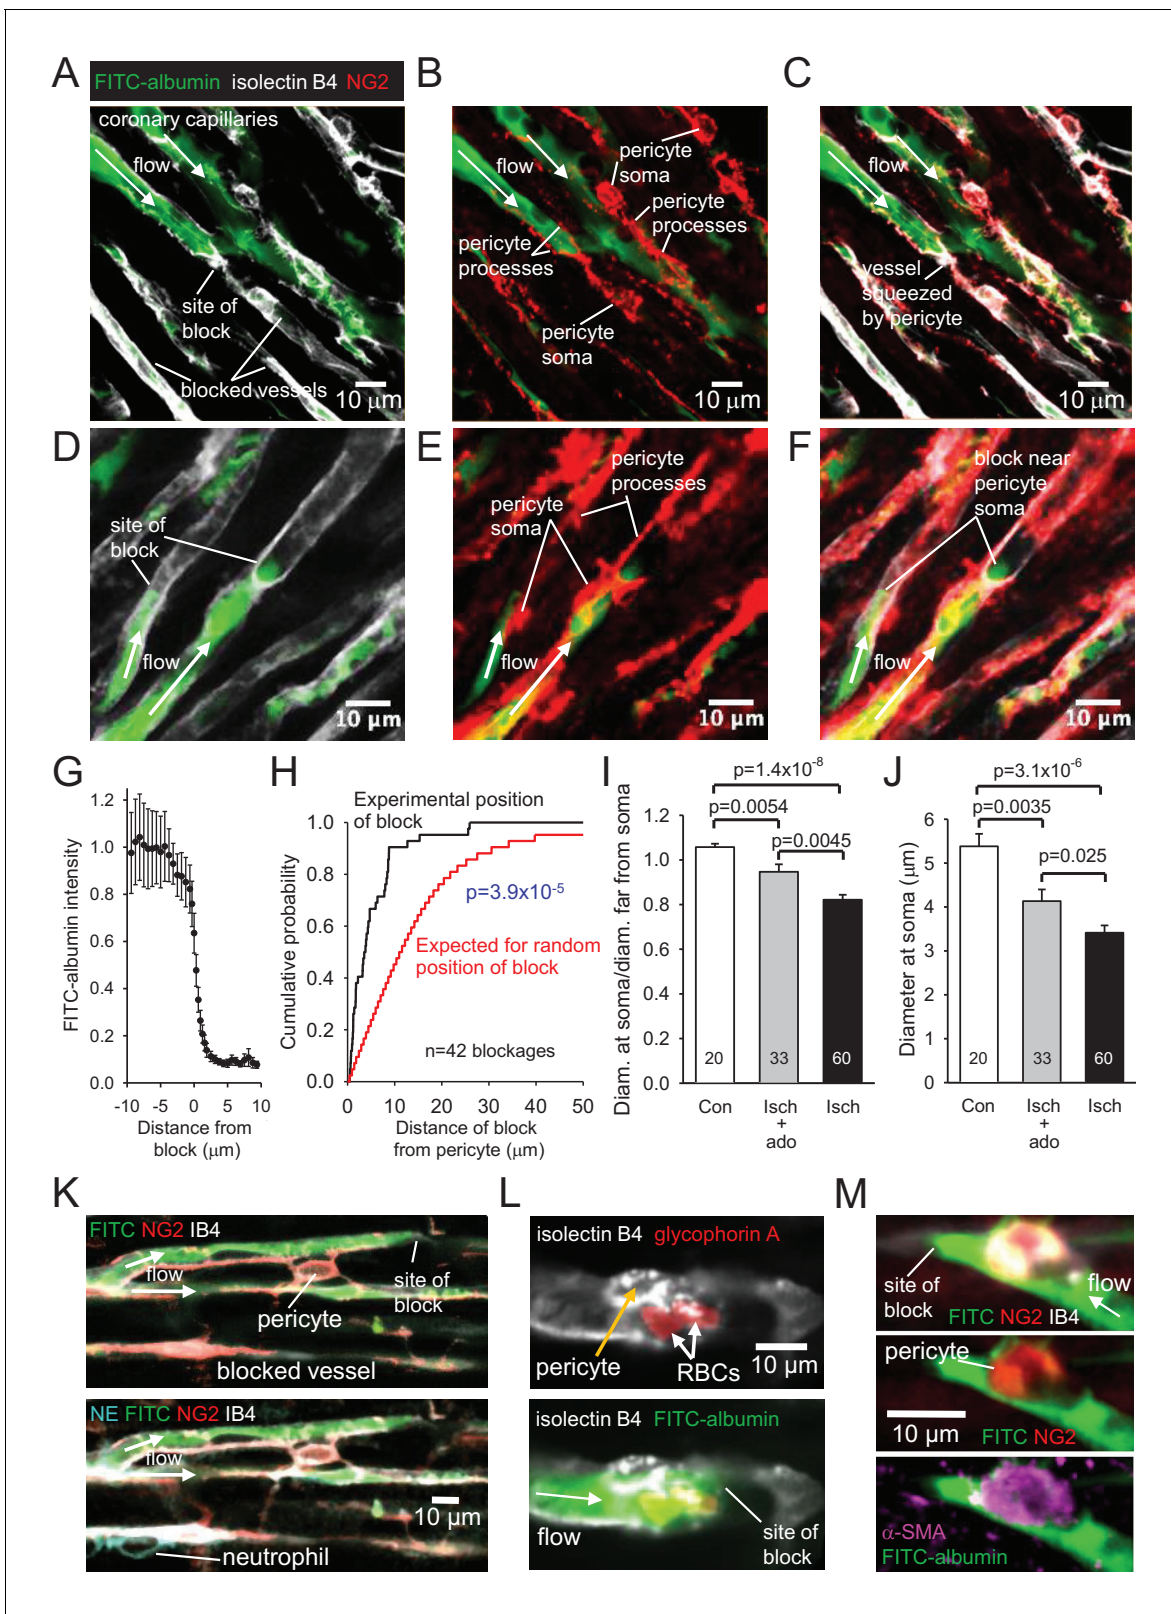 A
FITC-albumin isolectin B4 NG2
coronary capillaries
flow
site of
block
blocked vessels
10 μm
B
pericyte
soma
pericyte
processes
pericyte
processes
pericyte
soma
10 μm
C
flow
vessel
squeezed
by pericyte
10 μm
D
site of
block
flow
10 μm
E
pericyte
processes
pericyte
soma
flow
10 μm
F
block near
pericyte
soma
flow
10 μm
G
FITC-albumin intensity
1.2
1.0
0.8
0.6
0.4
0.2
0.0
-10 -5 0 5 10
Distance from
block (μm)
H
Experimental position
of block
Cumulative probability
1.0
0.8
0.6
0.4
0.2
0.0
p=3.9x10-5
Expected for random
position of block
n=42 blockages
0 10 20 30 40 50
Distance of block
from pericyte (μm)
I
p=1.4x10-8
p=0.0054
p=0.0045
Diam. at soma/diam. far from soma
1.2
1.0
0.8
0.6
0.4
0.2
0.0
20 33 60
Con Isch Isch
+
ado
J
p=3.1x10-6
p=0.0035
p=0.025
Diameter at soma (μm)
6
5
4
3
2
1
0
20 33 60
Con Isch Isch
+
ado
K
FITC NG2 IB4
flow
site of
block
pericyte
blocked vessel
NE FITC NG2 IB4
flow
10 μm
neutrophil
L
isolectin B4 glycophorin A
pericyte
RBCs
10 μm
isolectin B4 FITC-albumin
flow
site of
block
M
site of
block
flow
FITC NG2 IB4
pericyte
10 μm
FITC NG2
α-SMA
FITC-albumin